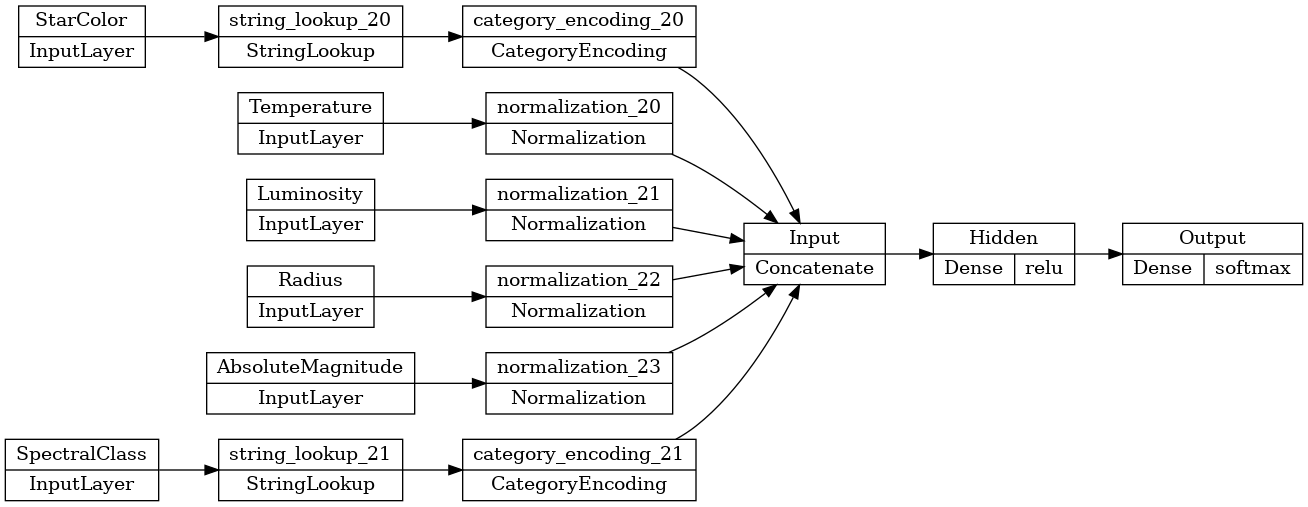 StarColor
InputLayer
string_lookup_20
StringLookup
category_encoding_20
CategoryEncoding
Temperature
InputLayer
normalization_20
Normalization
Luminosity
InputLayer
normalization_21
Normalization
Radius
InputLayer
normalization_22
Normalization
AbsoluteMagnitude
InputLayer
normalization_23
Normalization
SpectralClass
InputLayer
string_lookup_21
StringLookup
category_encoding_21
CategoryEncoding
Input
Concatenate
Hidden
Dense relu
Output
Dense softmax